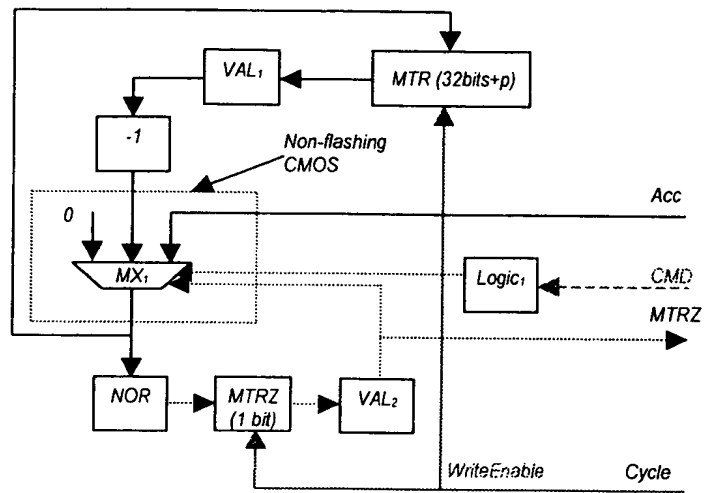 VAL₁
MTR (32bits+p)
-1
Non-flashing
CMOS
0
Acc
MX₁
Logic₁
CMD
MTRZ
NOR
MTRZ
(1 bit)
VAL₂
WriteEnable
Cycle